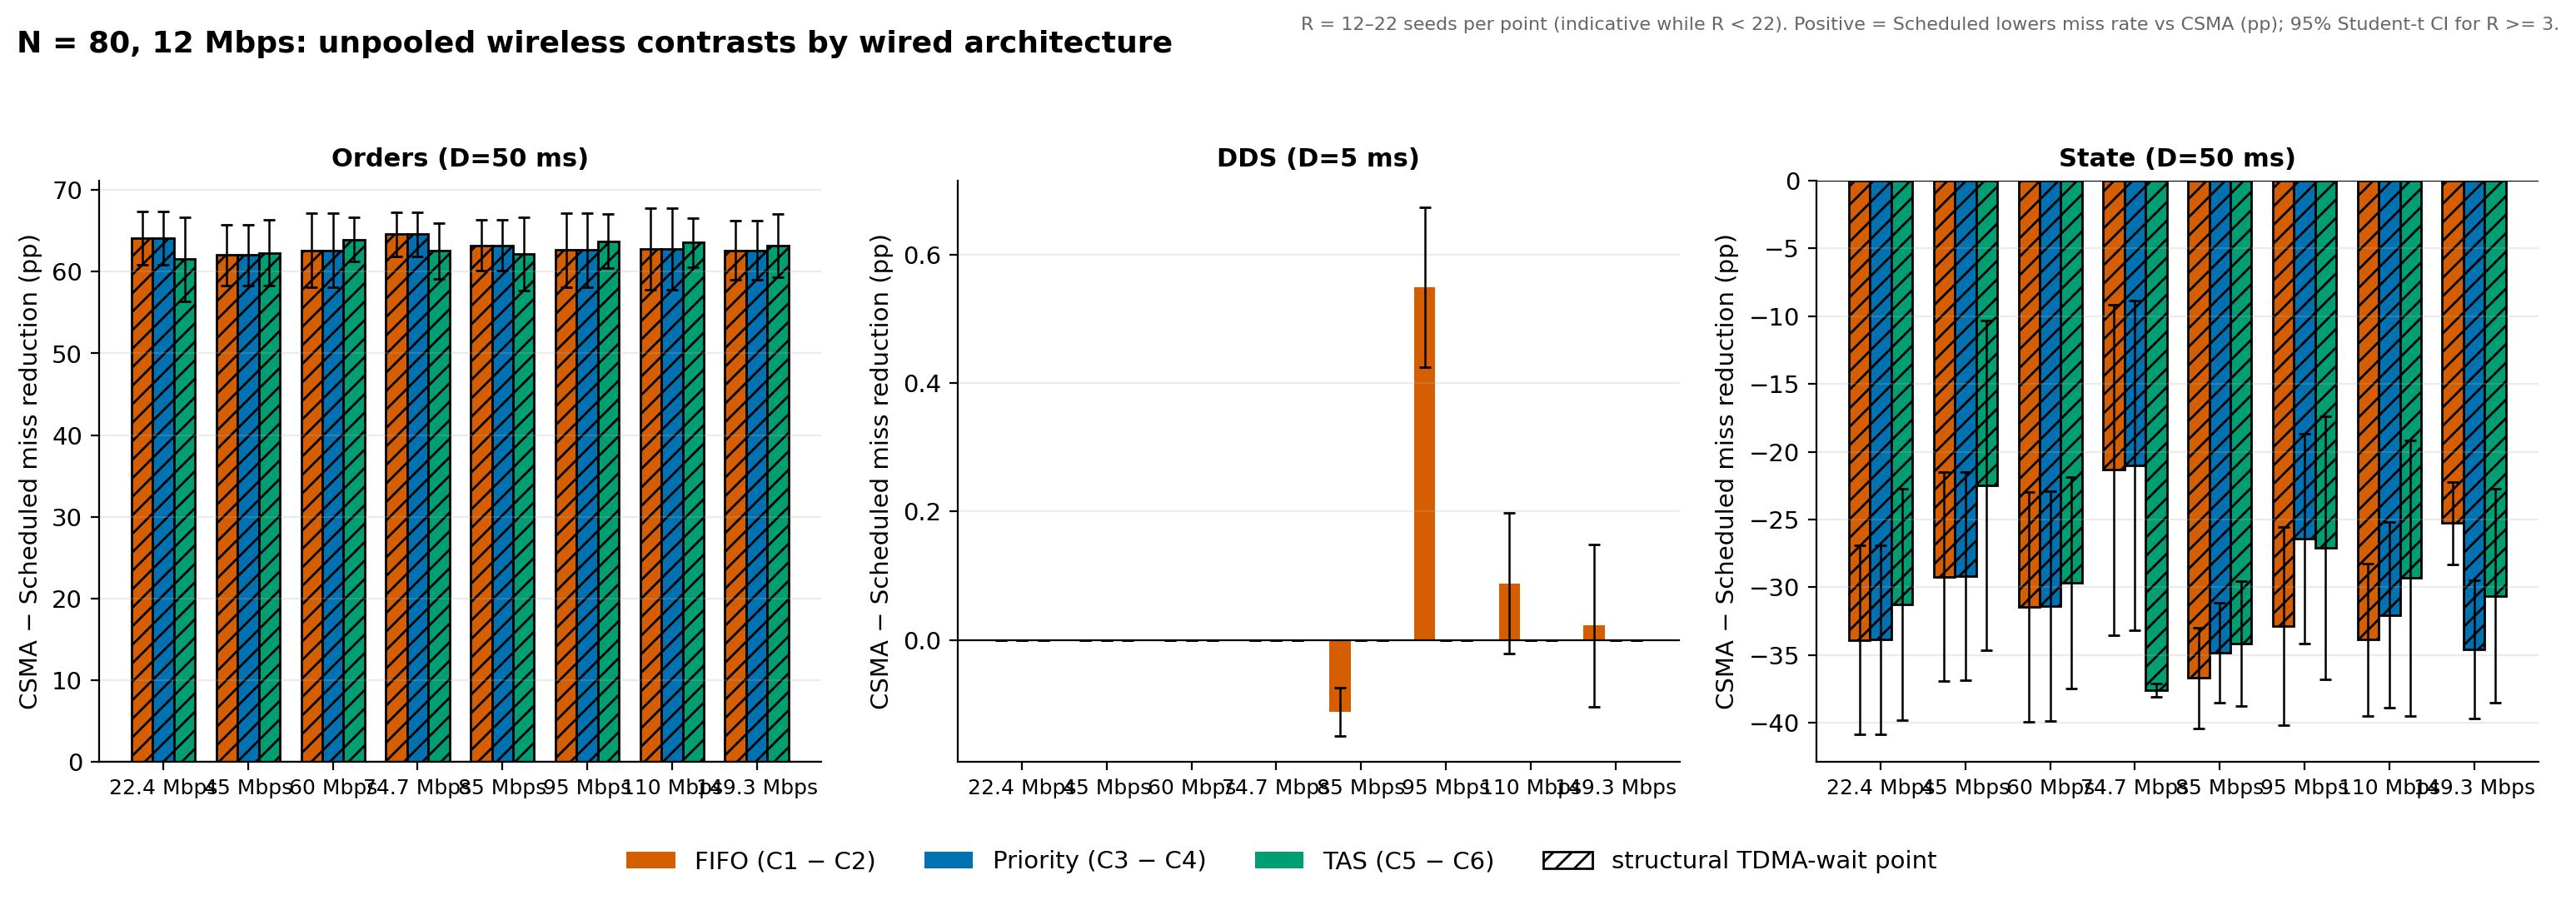 R = 12–22 seeds per point (indicative while R < 22). Positive = Scheduled lowers miss rate vs CSMA (pp); 95% Student-t CI for R >= 3.
N = 80, 12 Mbps: unpooled wireless contrasts by wired architecture
Orders (D=50 ms)
CSMA − Scheduled miss reduction (pp)
70
60
50
40
30
20
10
0
22.4 Mbps 45 Mbps 60 Mbps 74.7 Mbps 85 Mbps 95 Mbps 110 Mbps 149.3 Mbps
DDS (D=5 ms)
CSMA − Scheduled miss reduction (pp)
0.6
0.4
0.2
0.0
22.4 Mbps 45 Mbps 60 Mbps 74.7 Mbps 85 Mbps 95 Mbps 110 Mbps 149.3 Mbps
State (D=50 ms)
CSMA − Scheduled miss reduction (pp)
0
−5
−10
−15
−20
−25
−30
−35
−40
22.4 Mbps 45 Mbps 60 Mbps 74.7 Mbps 85 Mbps 95 Mbps 110 Mbps 149.3 Mbps
FIFO (C1 − C2) Priority (C3 − C4) TAS (C5 − C6) structural TDMA-wait point